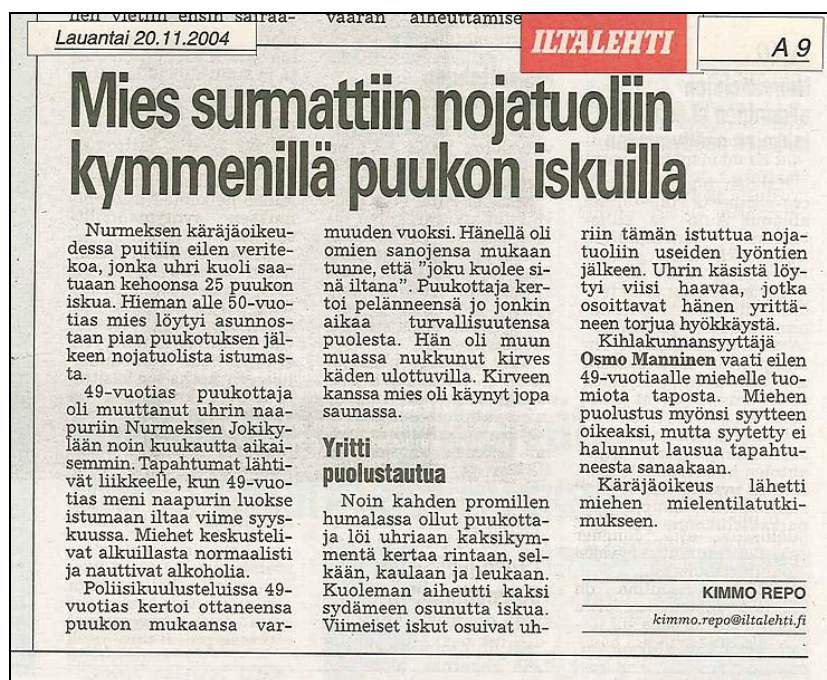 nen vietiin ensin sairaa-
vaaran aiheuttamise
Lauantai 20.11.2004
ILTALEHTI
A 9
Mies surmattiin nojatuoliin
kymmenillä puukon iskuilla
Nurmeksen käräjäoikeu-
dessa puitiin eilen verite-
koa, jonka uhri kuoli saa-
tuaan kehoonsa 25 puukon
iskua. Hieman alle 50-vuo-
tias mies löytyi asunnos-
taan pian puukotuksen jäl-
keen nojatuolista istumas-
ta.
49-vuotias puukottaja
oli muuttanut uhrin naa-
puriin Nurmeksen Jokiky-
lään noin kuukautta aikai-
semmin. Tapahtumat lähti-
vät liikkeelle, kun 49-vuo-
tias meni naapurin luokse
istumaan iltaa viime syys-
kuussa. Miehet keskusteli-
vat alkuillasta normaalisti
ja nauttivat alkoholia.
Poliisikuulusteluissa 49-
vuotias kertoi ottaneensa
puukon mukaansa var-
muuden vuoksi. Hänellä oli
omien sanojensa mukaan
tunne, että ”joku kuolee si-
nä iltana”. Puukottaja ker-
toi pelänneensä jo jonkin
aikaa turvallisuutensa
puolesta. Hän oli muun
muassa nukkunut kirves
käden ulottuvilla. Kirveen
kanssa mies oli käynyt jopa
saunassa.
Yritti
puolustautua
Noin kahden promillen
humalassa ollut puukotta-
ja löi uhriaan kaksikym-
mentä kertaa rintaan, sel-
kään, kaulaan ja leukaan.
Kuoleman aiheutti kaksi
sydämeen osunutta iskua.
Viimeiset iskut osuivat uh-
riin tämän istuttua noja-
tuoliin useiden lyöntien
jälkeen. Uhrin käsistä löy-
tyi viisi haavaa, jotka
osoittavat hänen yrittä-
neen torjua hyökkäystä.
Kihlakunnansyyttäjä
Osmo Manninen vaati eilen
49-vuotiaalle miehelle tuo-
miota taposta. Miehen
puolustus myönsi syytteen
oikeaksi, mutta syytetty ei
halunnut lausua tapahtu-
neesta sanaakaan.
Käräjäoikeus lähetti
miehen mielentilatutki-
mukseen.
KIMMO REPO
kimmo.repo@iltalehti.fi